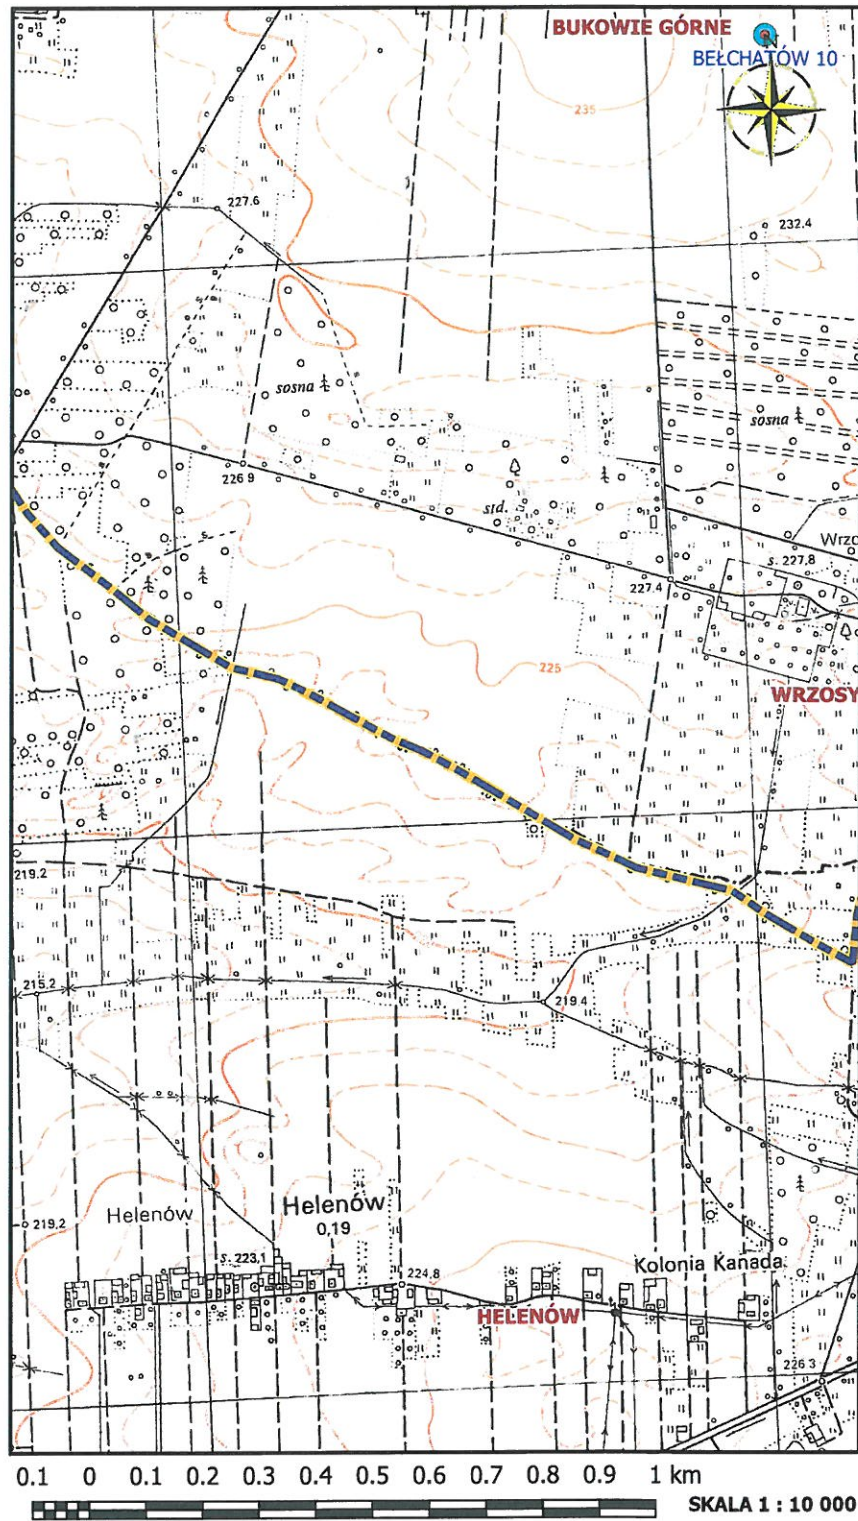 BUKOWIE GÓRNE
BEŁCHATÓW 10
235
227.6
232.4
sosna
sosna
226.9
std.
Wrzo
s. 227,8
227.4
225
WRZOSY
219.2
215.2
219.4
219,2
Helenów
Helenów
0,19
s. 223,1
224.8
Kolonia Kanada
HELENÓW
226.3
0.1 0 0.1 0.2 0.3 0.4 0.5 0.6 0.7 0.8 0.9 1 km
SKALA 1 : 10 000